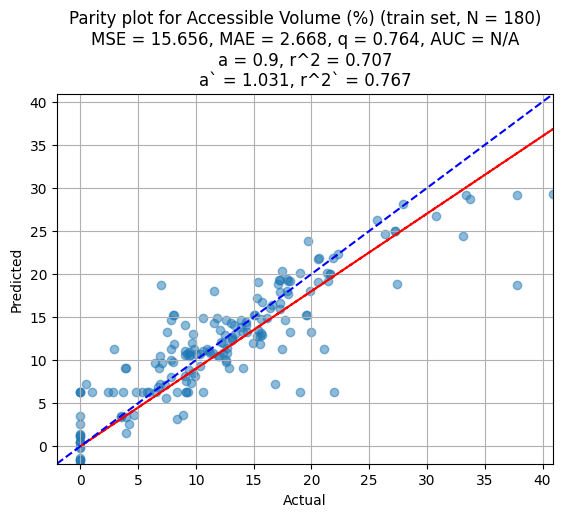 Parity plot for Accessible Volume (%) (train set, N = 180)
MSE = 15.656, MAE = 2.668, q = 0.764, AUC = N/A
a = 0.9, r^2 = 0.707
a` = 1.031, r^2` = 0.767
40
35
30
25
20
15
10
5
0
Predicted
0 5 10 15 20 25 30 35 40
Actual